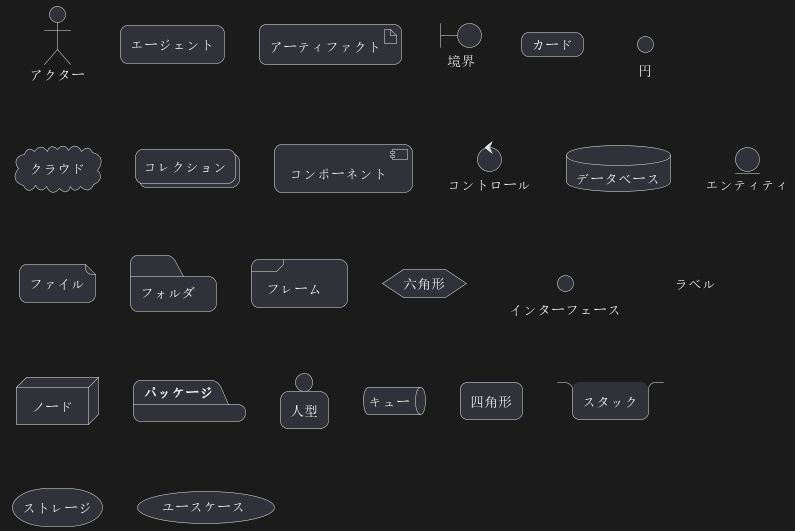 アクター
エージェント
アーティファクト
境界
カード
円
クラウド
コレクション
コンポーネント
コントロール
データベース
エンティティ
ファイル
フォルダ
フレーム
六角形
インターフェース
ラベル
ノード
パッケージ
人型
キュー
四角形
スタック
ストレージ
ユースケース